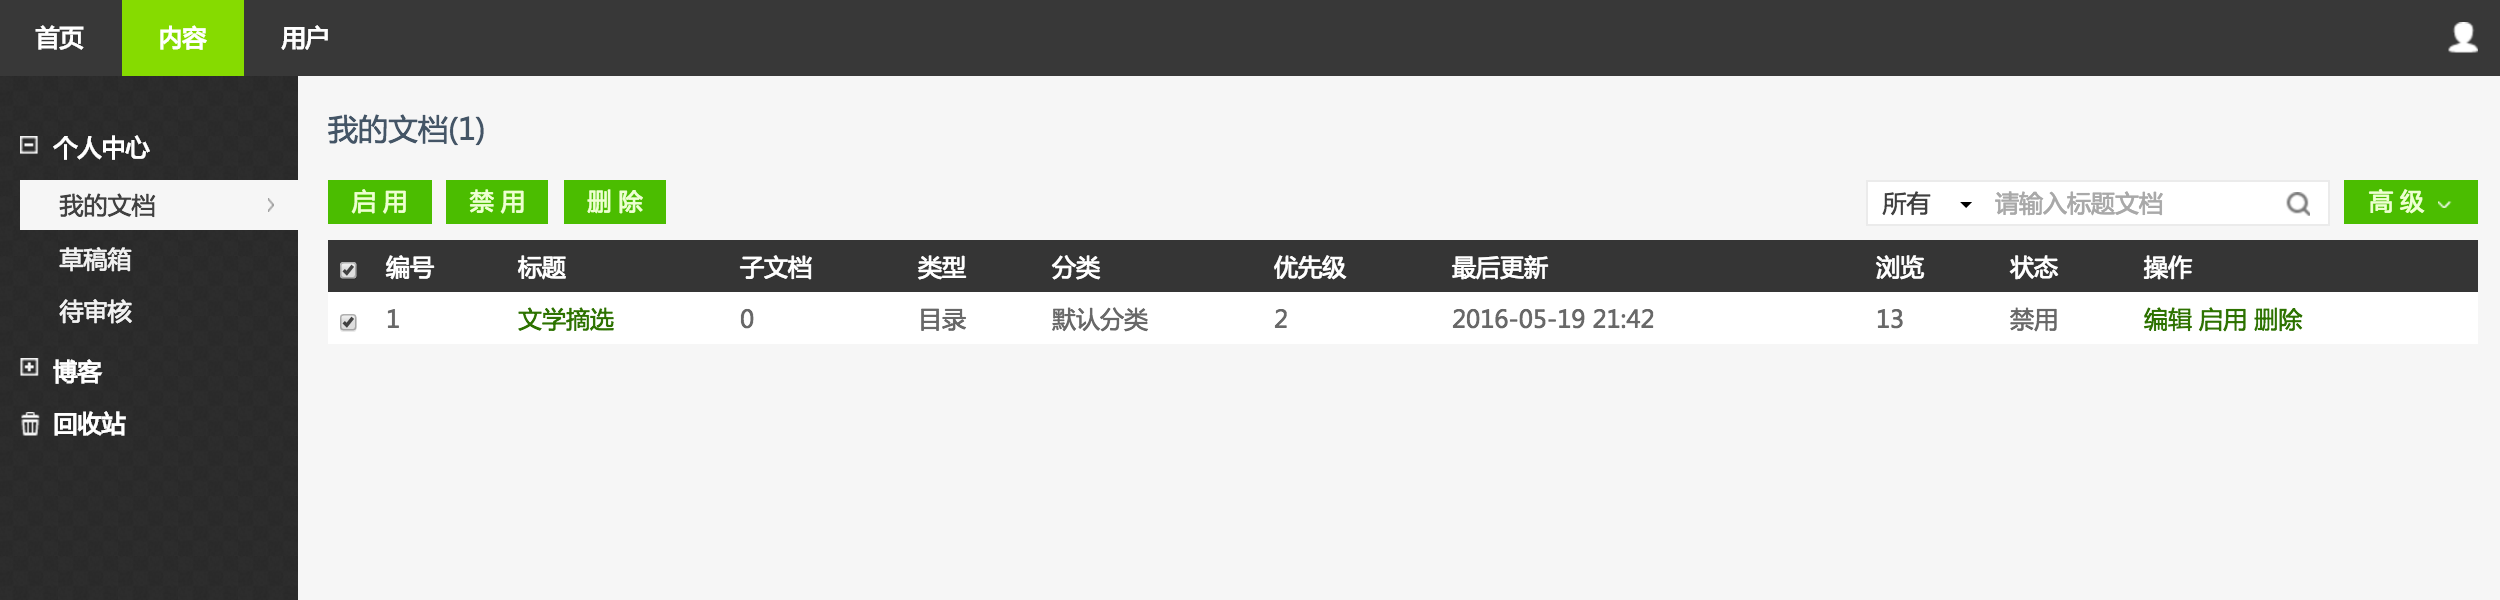 首页 内容 用户
个人中心
我的文档
草稿箱
待审核
博客
回收站
我的文档(1)
启用 禁用 删除 所有 请输入标题文档 高级
编号 标题 子文档 类型 分类 优先级 最后更新 浏览 状态 操作
1 文学摘选 0 目录 默认分类 2 2016-05-19 21:42 13 禁用 编辑 启用 删除